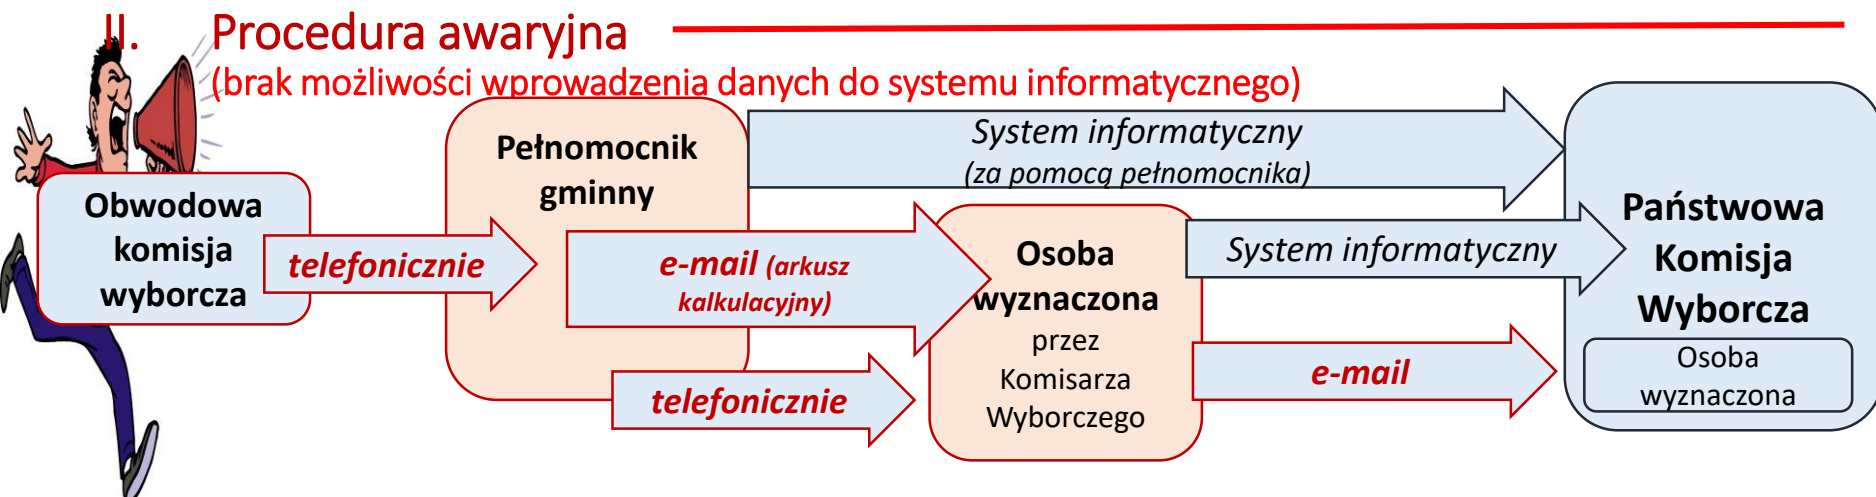 II. Procedura awaryjna
(brak możliwości wprowadzenia danych do systemu informatycznego)
Obwodowa
komisja
wyborcza
telefonicznie
Pełnomocnik
gminny
e-mail (arkusz
kalkulacyjny)
telefonicznie
System informatyczny
(za pomocą pełnomocnika)
Osoba
wyznaczona
przez
Komisarza
Wyborczego
System informatyczny
e-mail
Państwowa
Komisja
Wyborcza
Osoba
wyznaczona